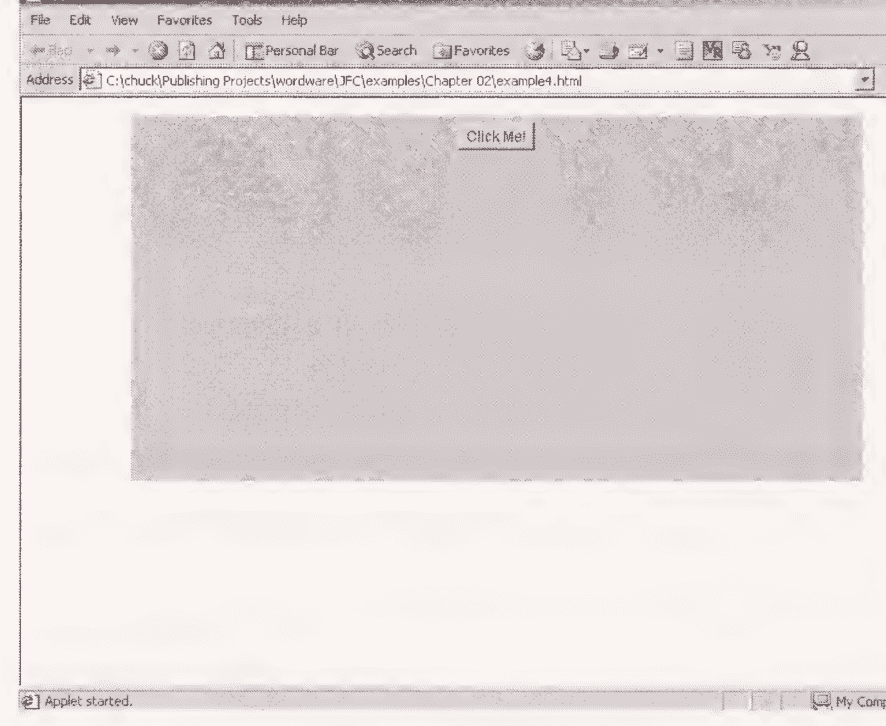 File Edit View Favorites Tools Help
Back Personal Bar Search Favorites
Address C:\chuck\Publishing Projects\wordware\JFC\examples\Chapter 02\example4.html
Click Me!
Applet started. My Comp